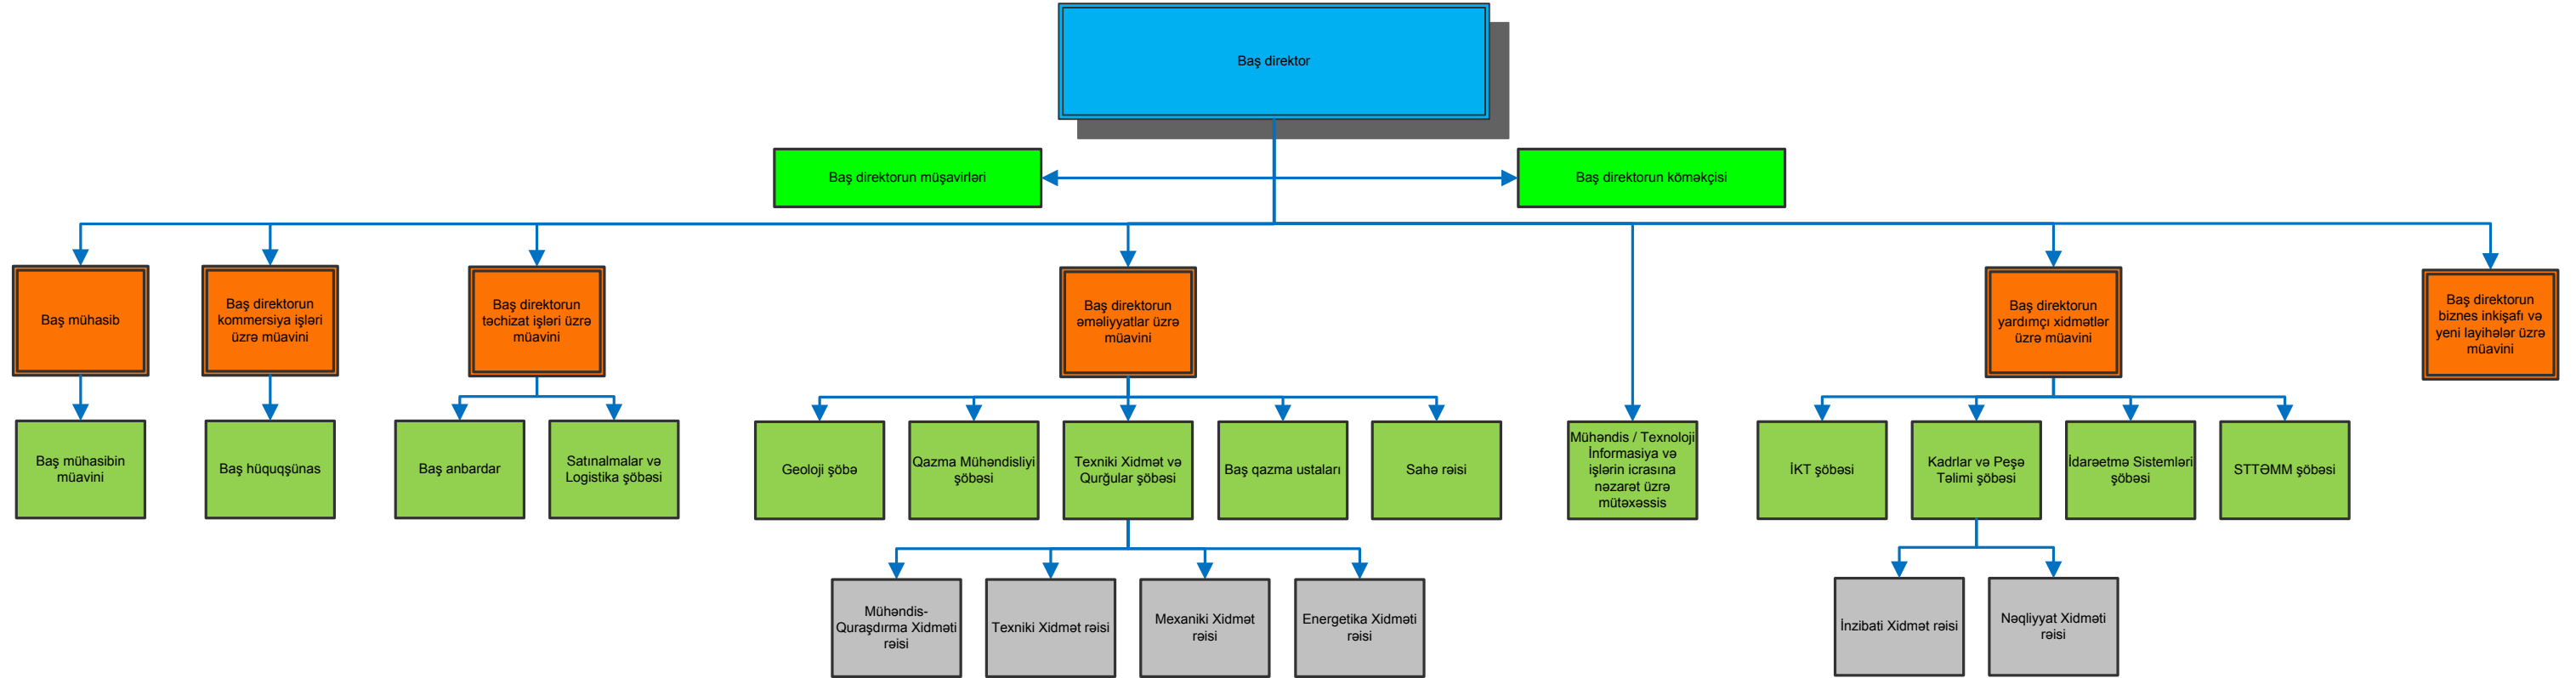 Baş direktor
Baş direktorun müşavirləri
Baş direktorun köməkçisi
Baş mühasib
Baş direktorun
kommersiya işləri
üzrə müavini
Baş direktorun
təchizat işləri üzrə
müavini
Baş direktorun
əməliyyatlar üzrə
müavini
Baş direktorun
yardımçı xidmətlər
üzrə müavini
Baş direktorun
biznes inkişafı və
yeni layihələr üzrə
müavini
Baş mühasibin
müavini
Baş hüquqşünas
Baş anbardar
Satınalmalar və
Logistika şöbəsi
Geoloji şöbə
Qazma Mühəndisliyi
şöbəsi
Texniki Xidmət və
Qurğular şöbəsi
Baş qazma ustaları
Sahə rəisi
Mühəndis / Texnoloji
İnformasiya və
işlərin icrasına
nəzarət üzrə
mütəxəssis
İKT şöbəsi
Kadrlar və Peşə
Təlimi şöbəsi
İdarəetmə Sistemləri
şöbəsi
STTƏMM şöbəsi
Mühəndis-
Quraşdırma Xidməti
rəisi
Texniki Xidmət rəisi
Mexaniki Xidmət
rəisi
Energetika Xidməti
rəisi
İnzibati Xidmət rəisi
Nəqliyyat Xidməti
rəisi